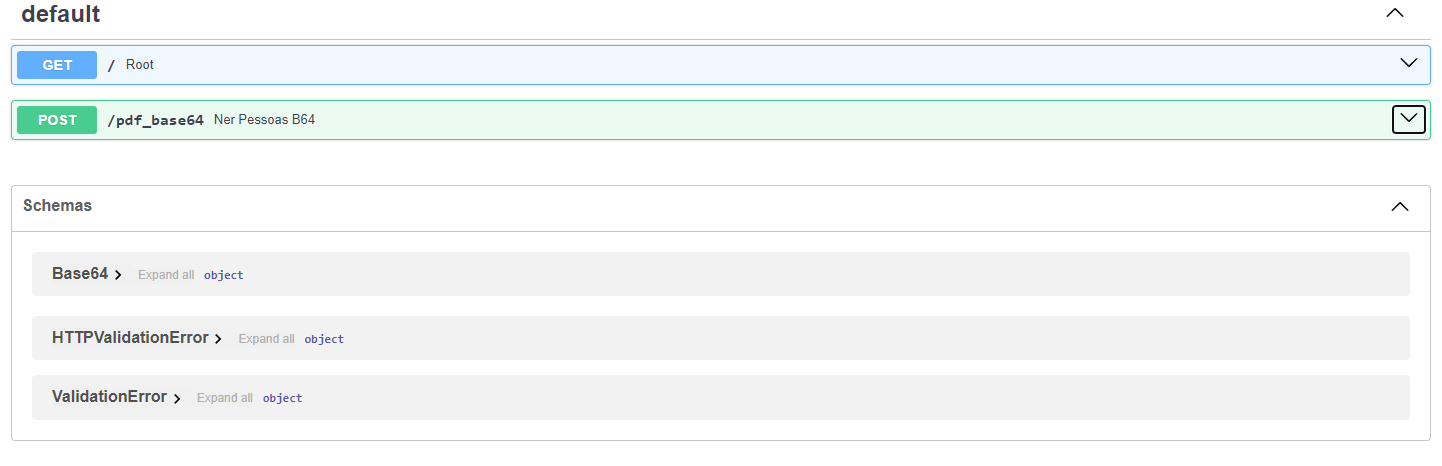 default
GET / Root
POST /pdf_base64 Ner Pessoas B64
Schemas
Base64 Expand all object
HTTPValidationError Expand all object
ValidationError Expand all object